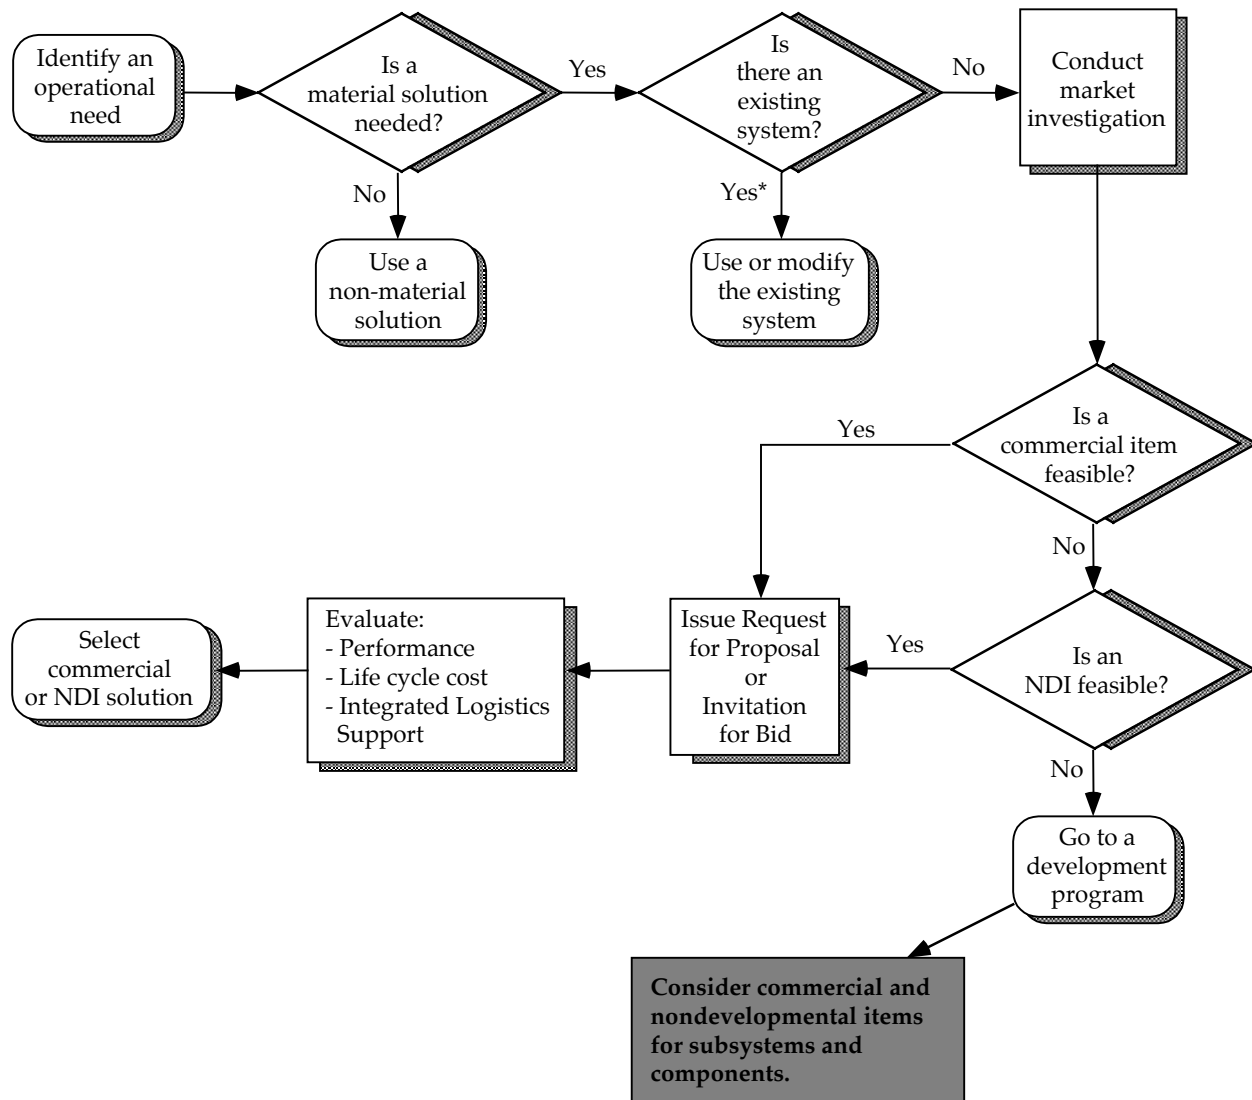 Identify an
operational
need
Is a
material solution
needed?
Yes
Is
there an
existing
system?
No
Conduct
market
investigation
No
Yes*
Use a
non-material
solution
Use or modify
the existing
system
Is a
commercial item
feasible?
Yes
No
Select
commercial
or NDI solution
Evaluate:
- Performance
- Life cycle cost
- Integrated Logistics
Support
Issue Request
for Proposal
or
Invitation
for Bid
Yes
Is an
NDI feasible?
No
Go to a
development
program
Consider commercial and
nondevelopmental items
for subsystems and
components.